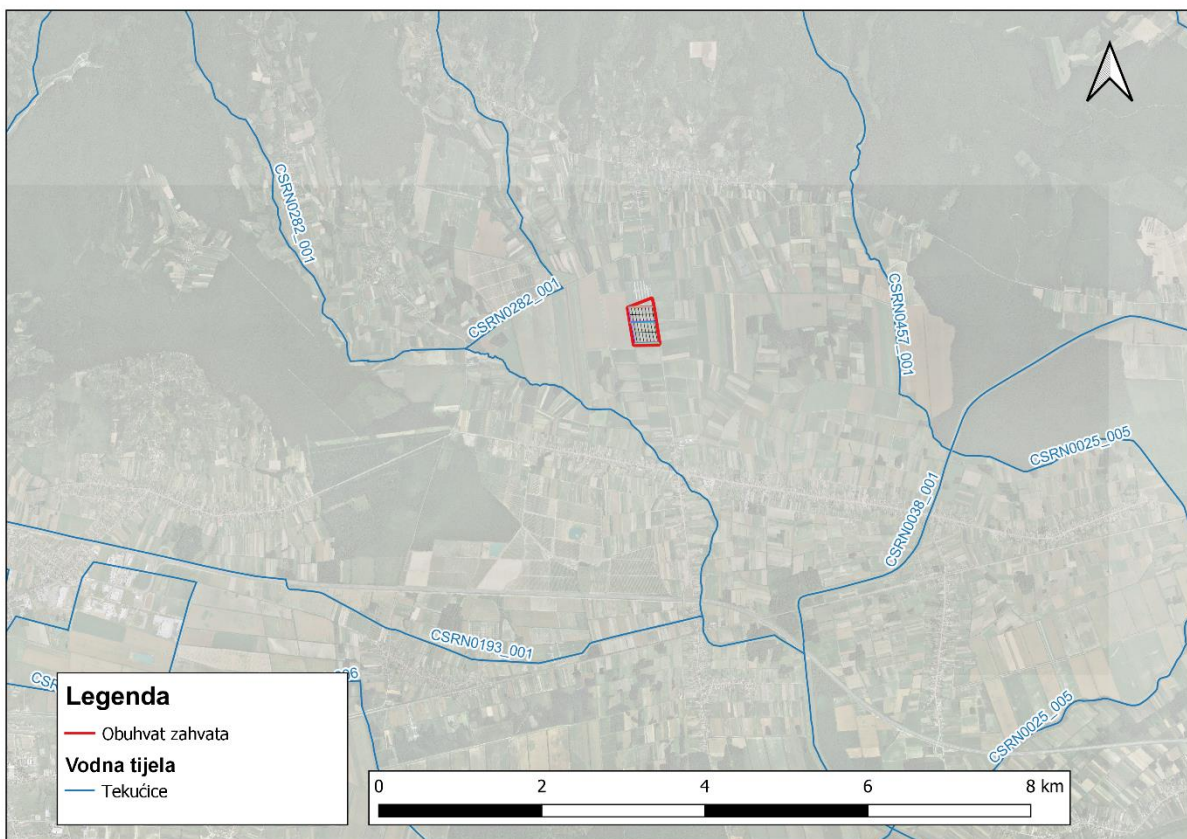 CSRN0282_001
CSRN0282_001
CSRN0457_001
CSRN0025_005
CSRN0038_001
CSRN0193_001
CSRN0025_005
Legenda
Obuhvat zahvata
Vodna tijela
Tekućice
0 2 4 6 8 km